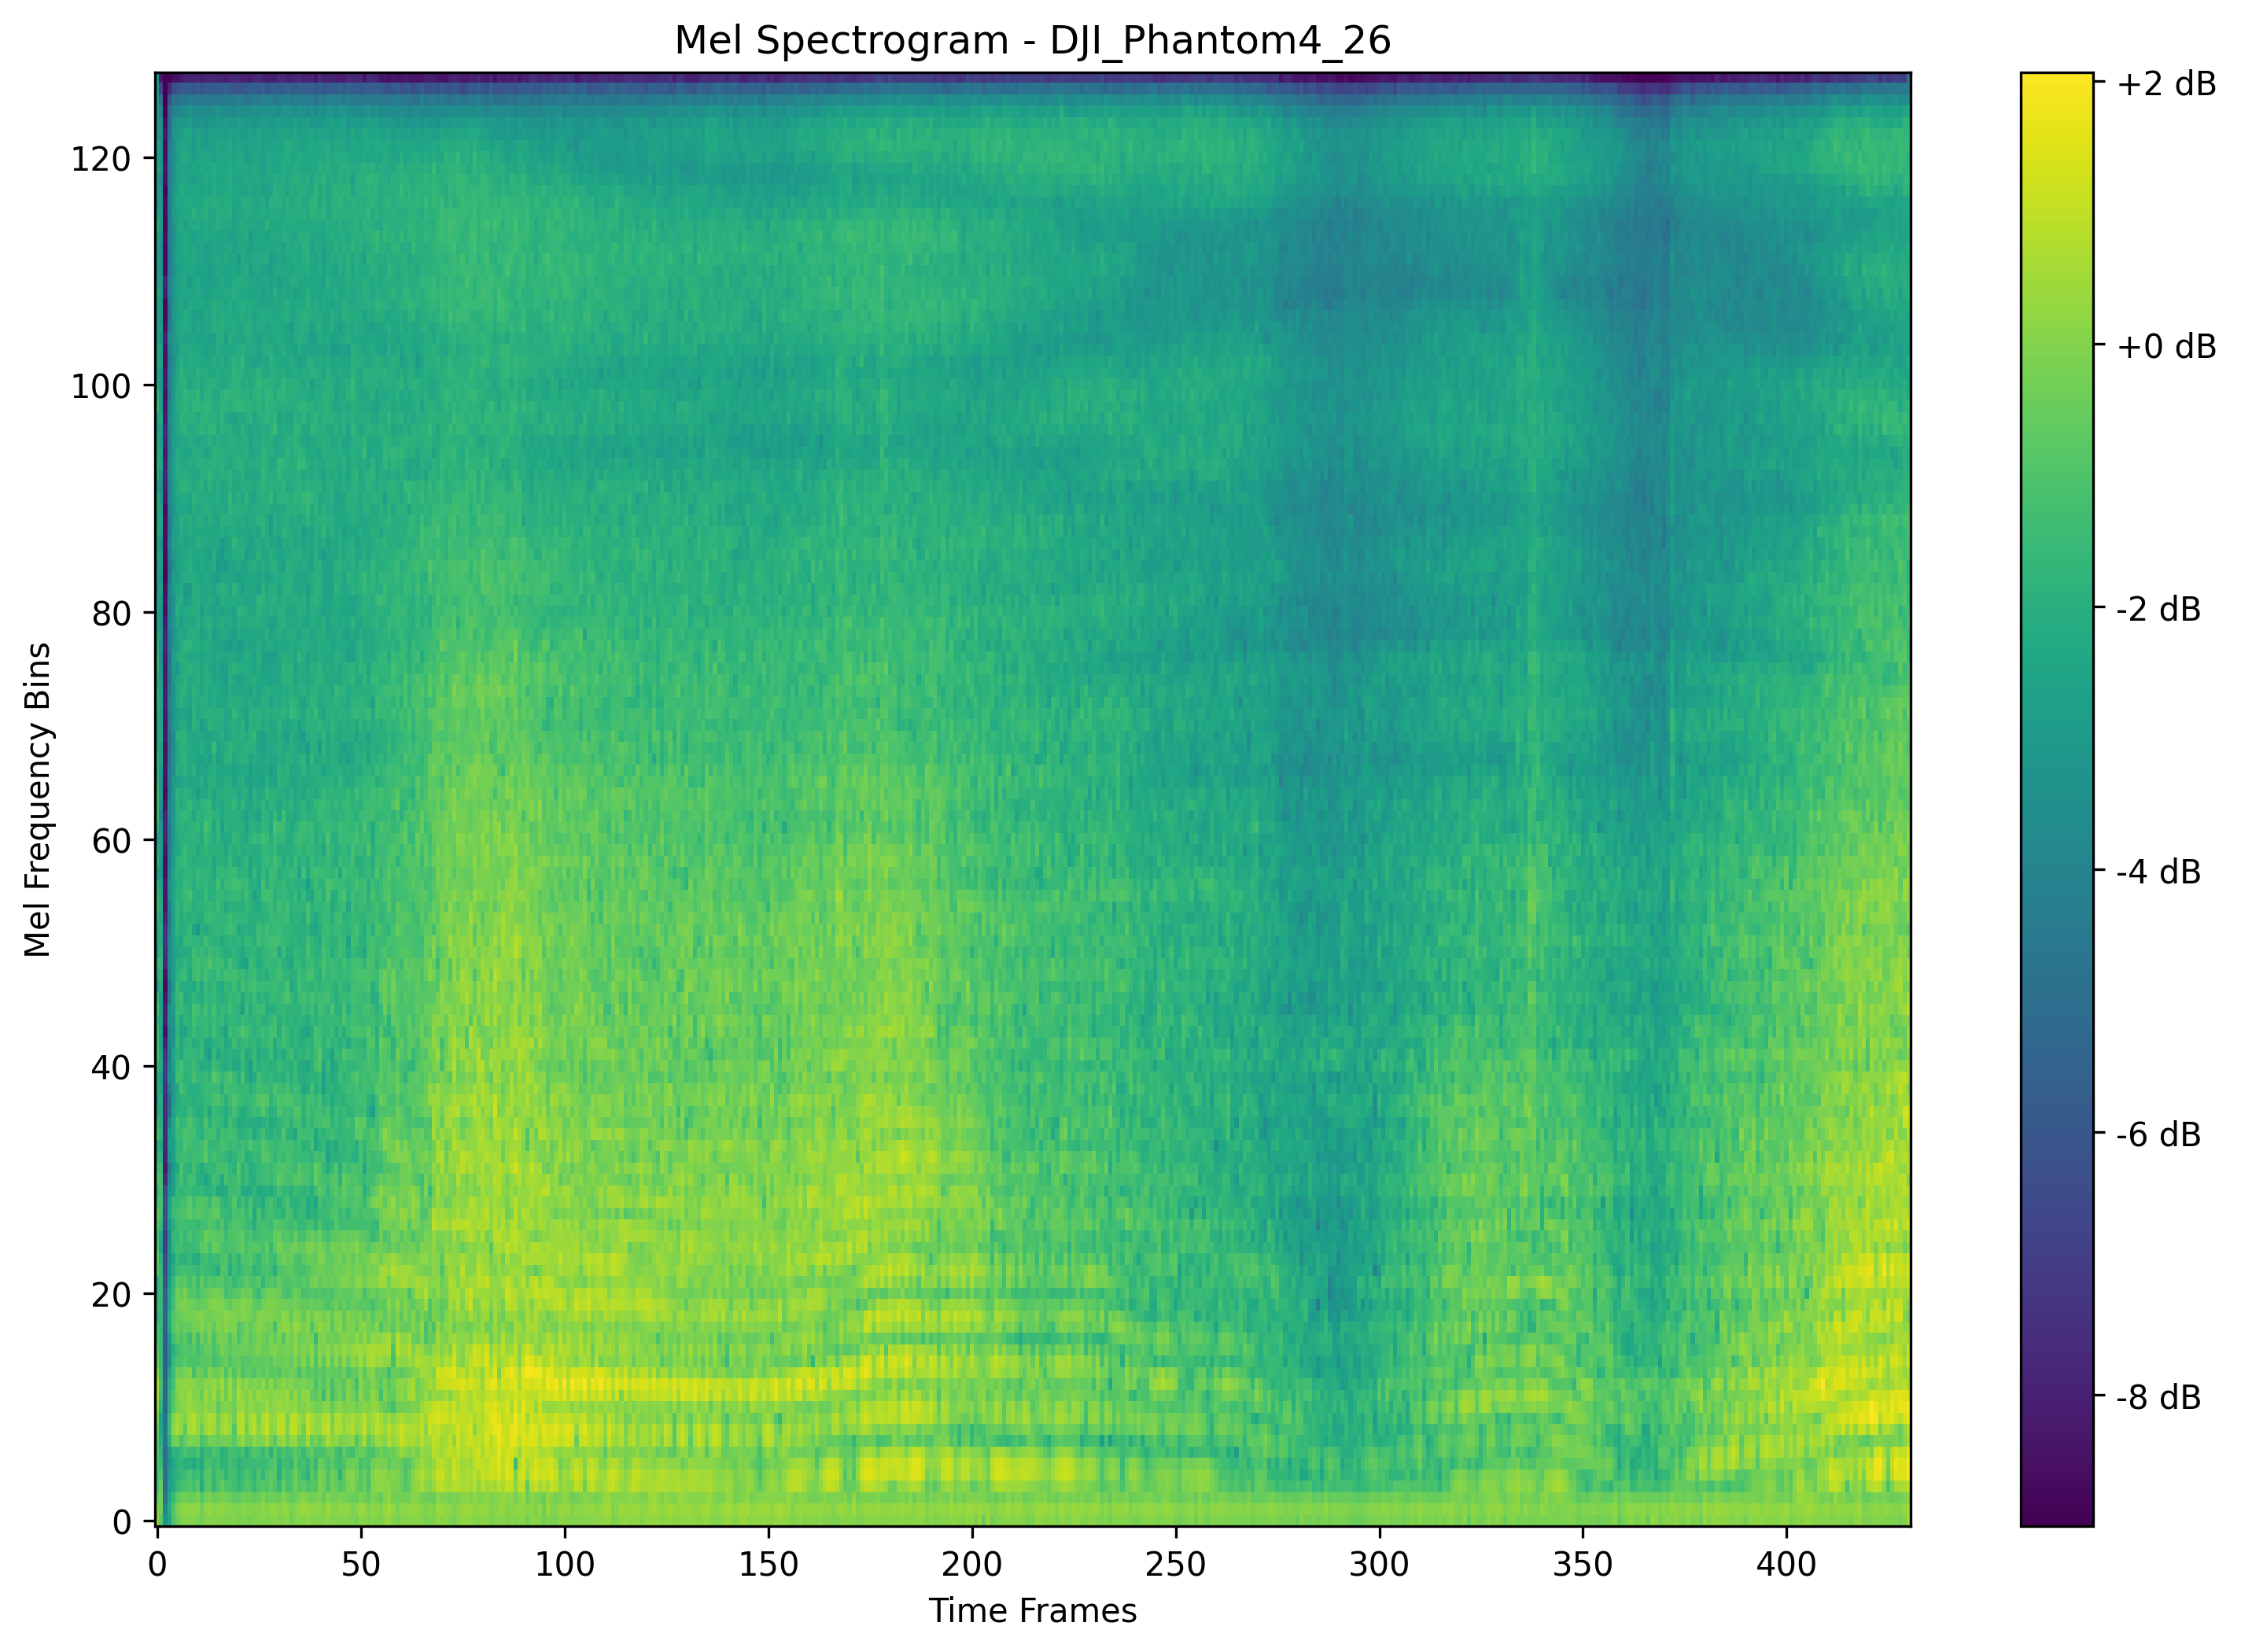 Mel Spectrogram - DJI_Phantom4_26
+2 dB
+0 dB
-2 dB
-4 dB
-6 dB
-8 dB
120
100
80
60
40
20
0
Mel Frequency Bins
0 50 100 150 200 250 300 350 400
Time Frames